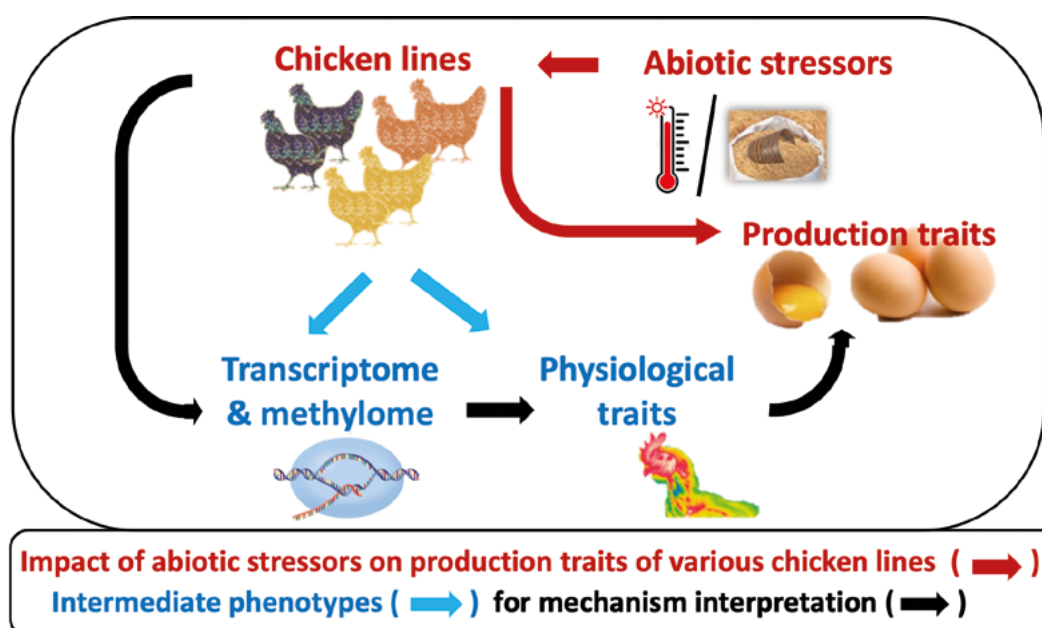 Chicken lines
Abiotic stressors
Production traits
Transcriptome
& methylome
Physiological
traits
Impact of abiotic stressors on production traits of various chicken lines ( )
Intermediate phenotypes ( ) for mechanism interpretation ( )